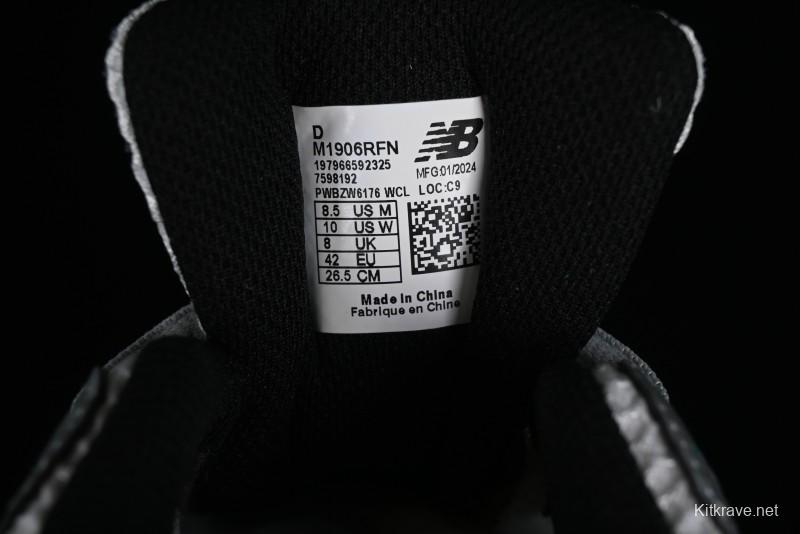 D
M1906RFN
197966592325
7598192
PWBZW6176 WCL
NB
MFG:01/2024
LOC:C9
8.5 US M
10 US W
8 UK
42 EU
26.5 CM
Made in China
Fabrique en Chine
Kitkrave.net